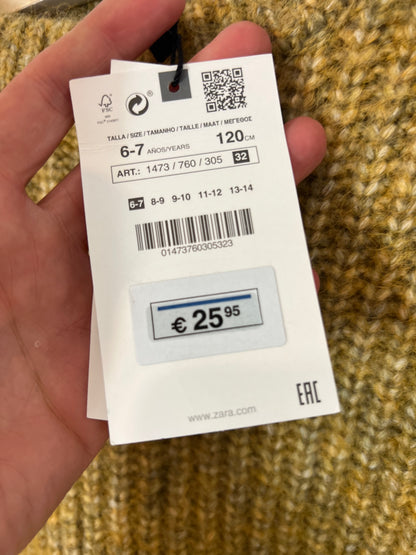 FSC
TALLA / SIZE / TAMANHO / TAILLE / MAAT / ΜΕΓΕΘΟΣ
6-7 AÑOS/YEARS 120CM
ART.: 1473 / 760 / 305 32
6-7 8-9 9-10 11-12 13-14
01473760305323
€ 25 95
www.zara.com
EAC